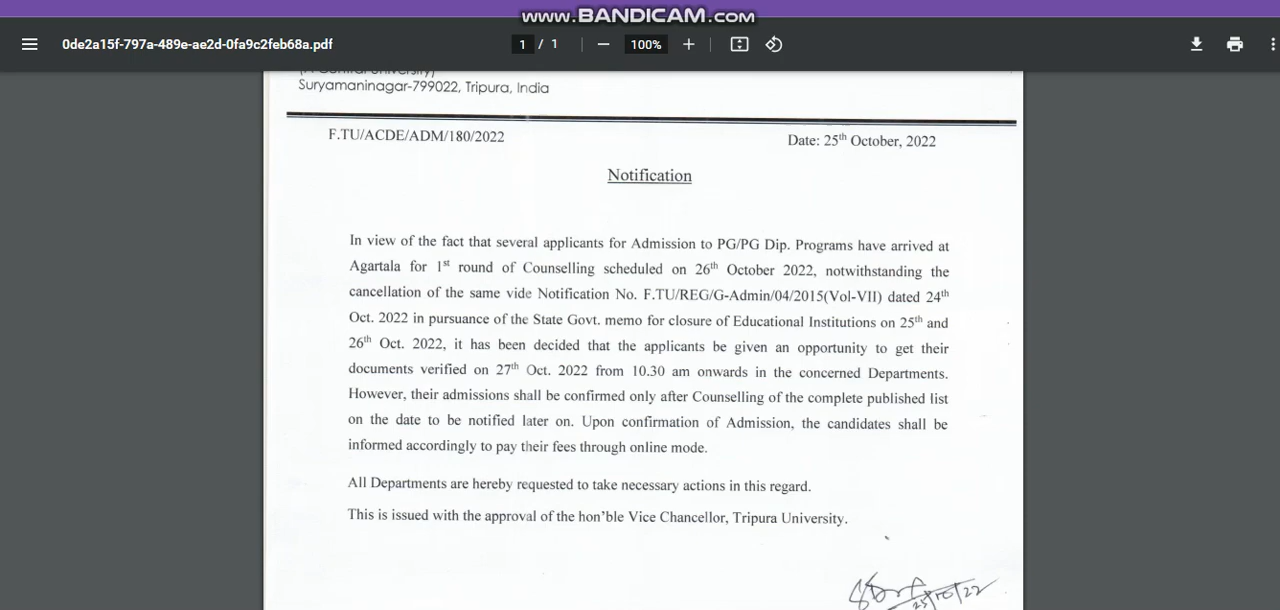 www.BANDICAM.com
0de2a15f-797a-489e-ae2d-0fa9c2feb68a.pdf
1 / 1
100%
(A Central University)
Suryamaninagar-799022, Tripura, India
F.TU/ACDE/ADM/180/2022
Date: 25th October, 2022
Notification
In view of the fact that several applicants for Admission to PG/PG Dip. Programs have arrived at
Agartala for 1st round of Counselling scheduled on 26th October 2022, notwithstanding the
cancellation of the same vide Notification No. F.TU/REG/G-Admin/04/2015(Vol-VII) dated 24th
Oct. 2022 in pursuance of the State Govt. memo for closure of Educational Institutions on 25th and
26th Oct. 2022, it has been decided that the applicants be given an opportunity to get their
documents verified on 27th Oct. 2022 from 10.30 am onwards in the concerned Departments.
However, their admissions shall be confirmed only after Counselling of the complete published list
on the date to be notified later on. Upon confirmation of Admission, the candidates shall be
informed accordingly to pay their fees through online mode.
All Departments are hereby requested to take necessary actions in this regard.
This is issued with the approval of the hon'ble Vice Chancellor, Tripura University.
25/10/22